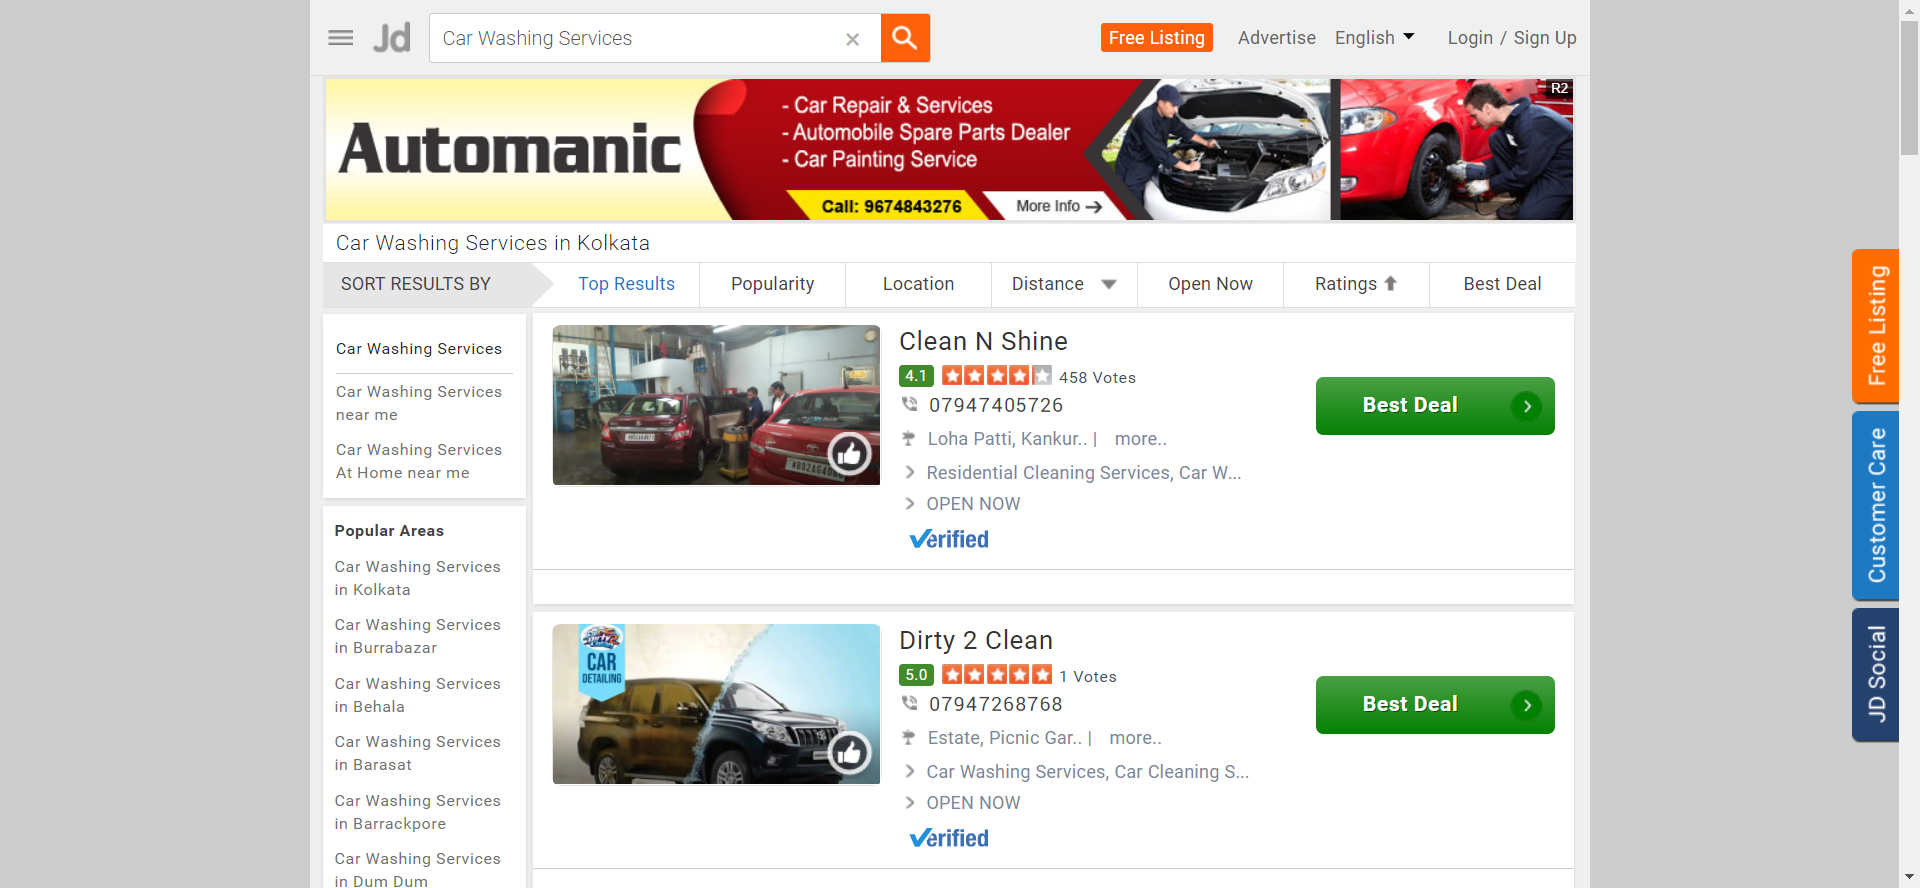 Jd
Car Washing Services
Free Listing
Advertise
English
Login / Sign Up
Automanic
- Car Repair & Services
- Automobile Spare Parts Dealer
- Car Painting Service
Call: 9674843276
More Info
R2
Car Washing Services in Kolkata
SORT RESULTS BY
Top Results
Popularity
Location
Distance
Open Now
Ratings
Best Deal
Car Washing Services
Car Washing Services
near me
Car Washing Services
At Home near me
Popular Areas
Car Washing Services
in Kolkata
Car Washing Services
in Burrabazar
Car Washing Services
in Behala
Car Washing Services
in Barasat
Car Washing Services
in Barrackpore
Car Washing Services
in Dum Dum
Clean N Shine
4.1
458 Votes
07947405726
Loha Patti, Kankur.. | more..
Residential Cleaning Services, Car W...
OPEN NOW
Verified
Best Deal
CAR
DETAILING
Dirty 2 Clean
5.0
1 Votes
07947268768
Estate, Picnic Gar.. | more..
Car Washing Services, Car Cleaning S...
OPEN NOW
Verified
Best Deal
Free Listing
Customer Care
JD Social